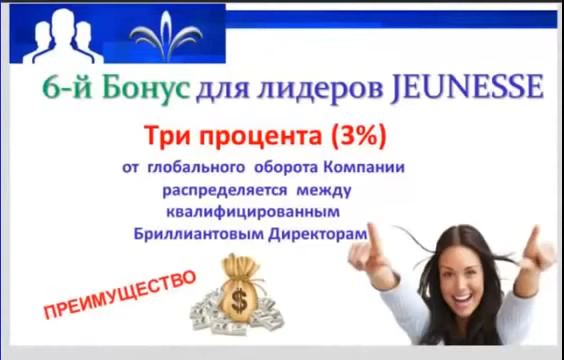 6-й Бонус для лидеров JEUNESSE
Три процента (3%)
от глобального оборота Компании
распределяется между
квалифицированным
Бриллиантовым Директорам
ПРЕИМУЩЕСТВО
$